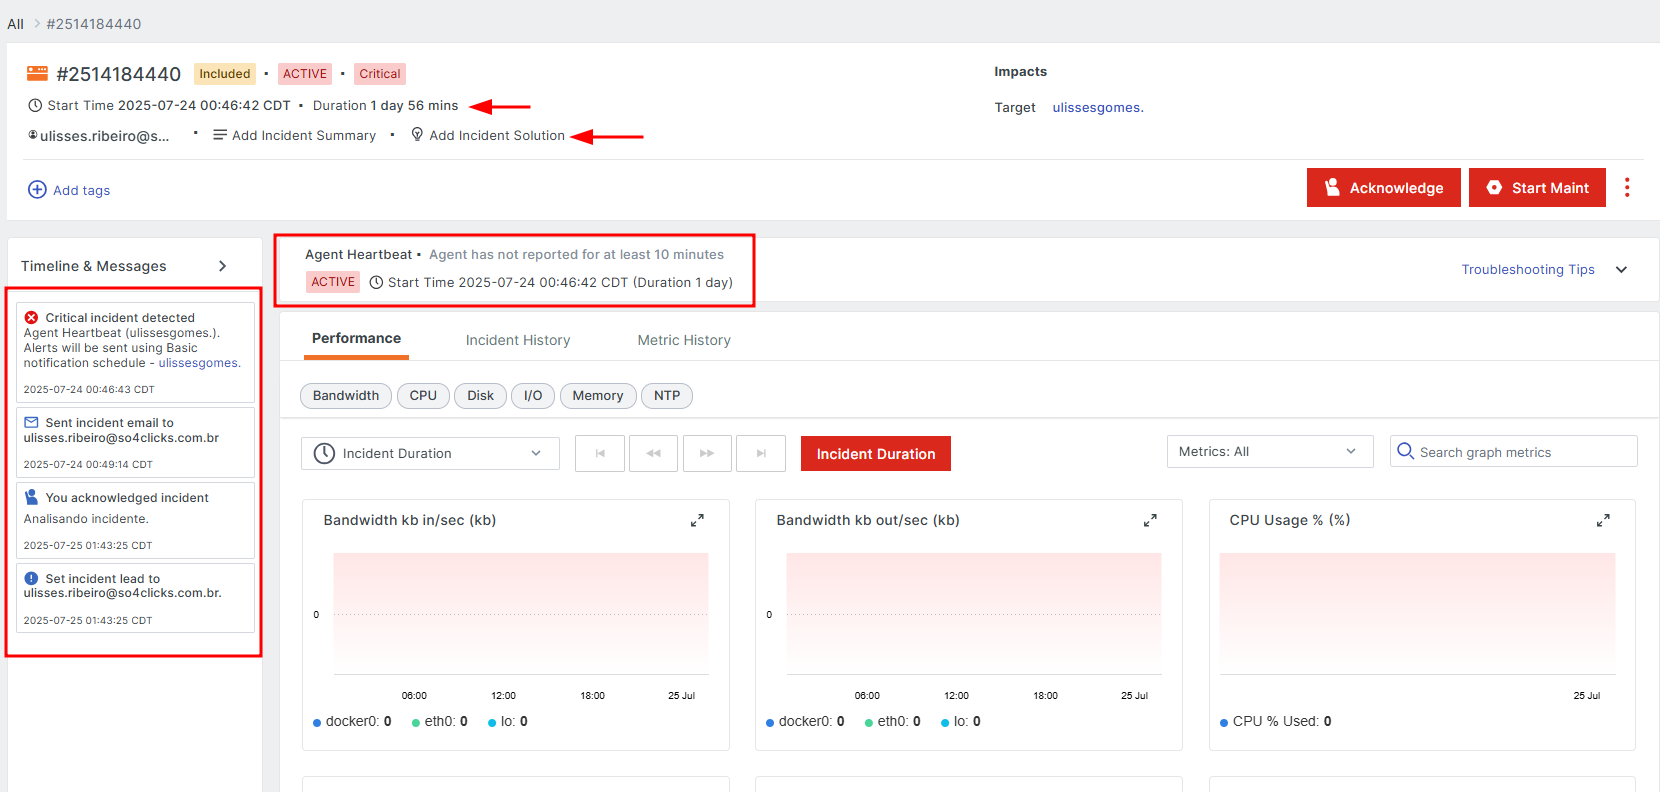 All > #2514184440
#2514184440 Included • ACTIVE • Critical
Start Time 2025-07-24 00:46:42 CDT • Duration 1 day 56 mins
ulisses.ribeiro@s... • Add Incident Summary • Add Incident Solution
Impacts
Target ulissesgomes.
Add tags
Acknowledge
Start Maint
Timeline & Messages
Critical incident detected
Agent Heartbeat (ulissesgomes.).
Alerts will be sent using Basic
notification schedule - ulissesgomes.
2025-07-24 00:46:43 CDT
Sent incident email to
ulisses.ribeiro@so4clicks.com.br
2025-07-24 00:49:14 CDT
You acknowledged incident
Analisando incidente.
2025-07-25 01:43:25 CDT
Set incident lead to
ulisses.ribeiro@so4clicks.com.br.
2025-07-25 01:43:25 CDT
Agent Heartbeat • Agent has not reported for at least 10 minutes
ACTIVE Start Time 2025-07-24 00:46:42 CDT (Duration 1 day)
Troubleshooting Tips
Performance Incident History Metric History
Bandwidth CPU Disk I/O Memory NTP
Incident Duration
Incident Duration
Metrics: All
Search graph metrics
Bandwidth kb in/sec (kb)
0
06:00 12:00 18:00 25 Jul
docker0: 0 eth0: 0 lo: 0
Bandwidth kb out/sec (kb)
0
06:00 12:00 18:00 25 Jul
docker0: 0 eth0: 0 lo: 0
CPU Usage % (%)
25 Jul
CPU % Used: 0